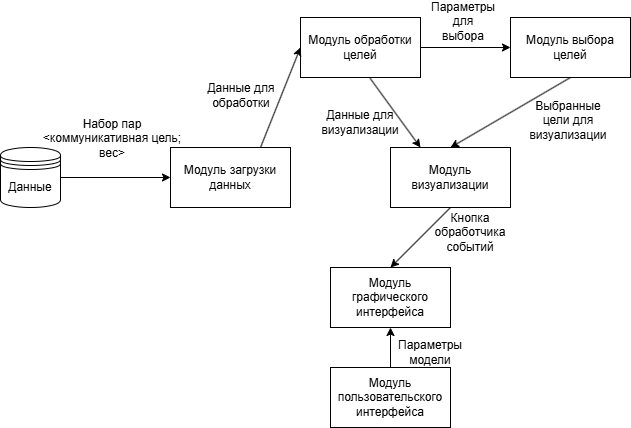 Параметры
для
выбора
Модуль обработки
целей
Модуль выбора
целей
Данные для
обработки
Данные для
визуализации
Выбранные
цели для
визуализации
Набор пар
<коммуникативная цель;
вес>
Данные
Модуль загрузки
данных
Модуль
визуализации
Кнопка
обработчика
событий
Модуль
графического
интерфейса
Параметры
модели
Модуль
пользовательского
интерфейса